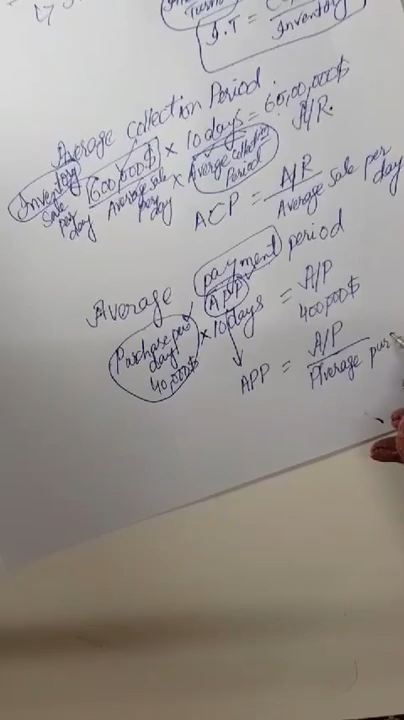 Turno
I.T =
Inventory
Average collection Period.
600,000$ × 10 days = 60,00,000$
Inventory Average sale per day × Average collection Period A/R.
Sale per day
ACP = A/R
Average Sale per day
Average payment period
APP
Purchase per day! × 10 days = A/P
40,000$ 400,000$
APP = A/P
Average pur